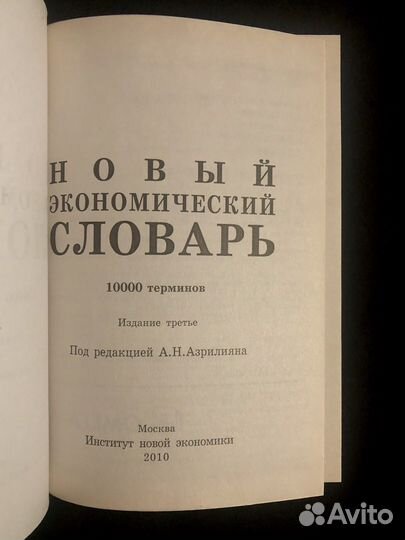 НОВЫЙ
ЭКОНОМИЧЕСКИЙ
СЛОВАРЬ
10000 терминов
Издание третье
Под редакцией А.Н.Азрилияна
Москва
Институт новой экономики
2010
Avito